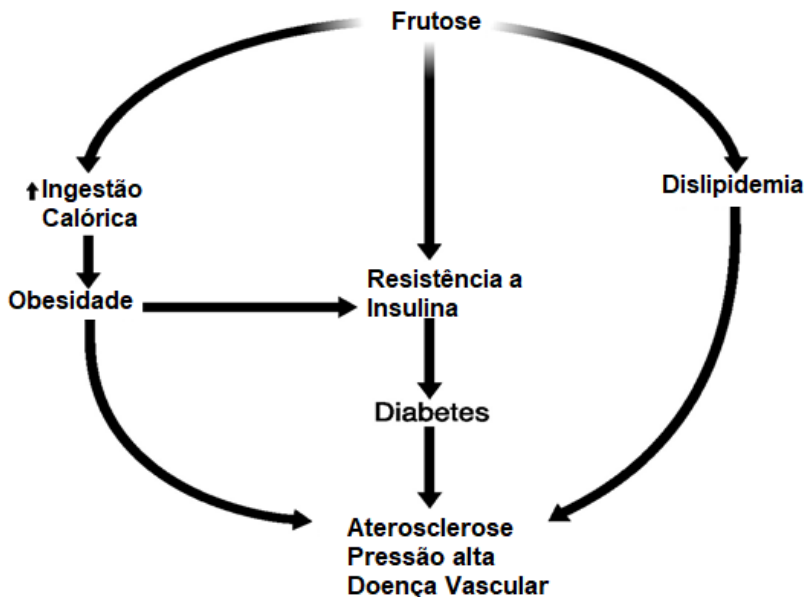 Frutose
↑Ingestão
Calórica
Dislipidemia
Resistência a
Insulina
Obesidade
Diabetes
Aterosclerose
Pressão alta
Doença Vascular